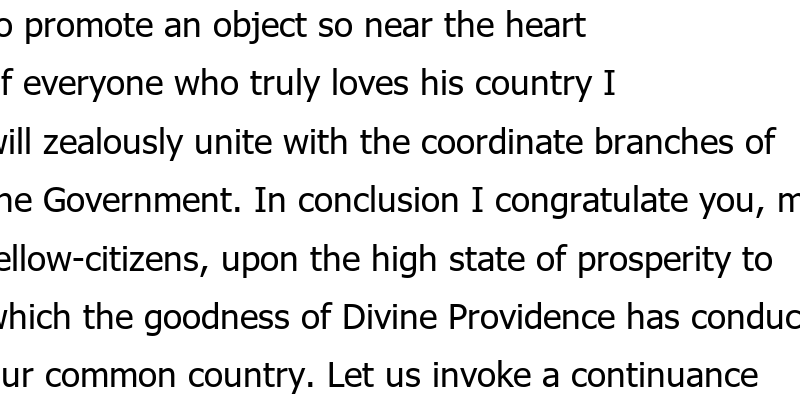 o promote an object so near the heart
f everyone who truly loves his country I
will zealously unite with the coordinate branches of
he Government. In conclusion I congratulate you, m
ellow-citizens, upon the high state of prosperity to
which the goodness of Divine Providence has conduc
ur common country. Let us invoke a continuance